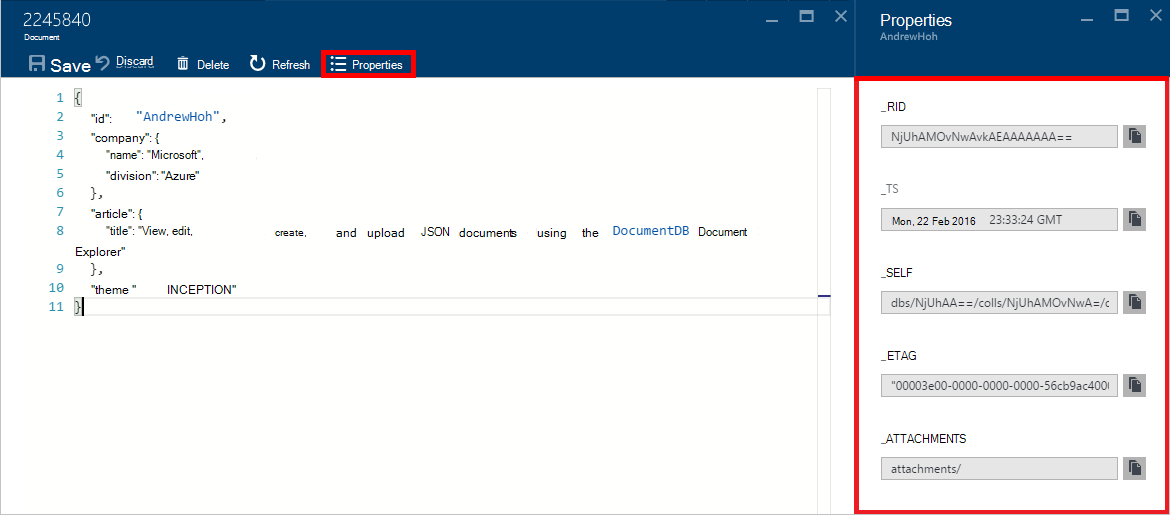 2245840
Document
Save Discard Delete Refresh Properties
1 {
2 "id": "AndrewHoh",
3 "company": {
4 "name": "Microsoft",
5 "division": "Azure"
6 },
7 "article": {
8 "title": "View, edit, create, and upload JSON documents using the DocumentDB Document
Explorer"
9 },
10 "theme " INCEPTION"
11 }
Properties
AndrewHoh
_RID
NjUhAMOvNwAvkAEAAAAAAA==
_TS
Mon, 22 Feb 2016 23:33:24 GMT
_SELF
dbs/NjUhAA==/colls/NjUhAMOvNwA=/c
_ETAG
"00003e00-0000-0000-0000-56cb9ac4000
_ATTACHMENTS
attachments/